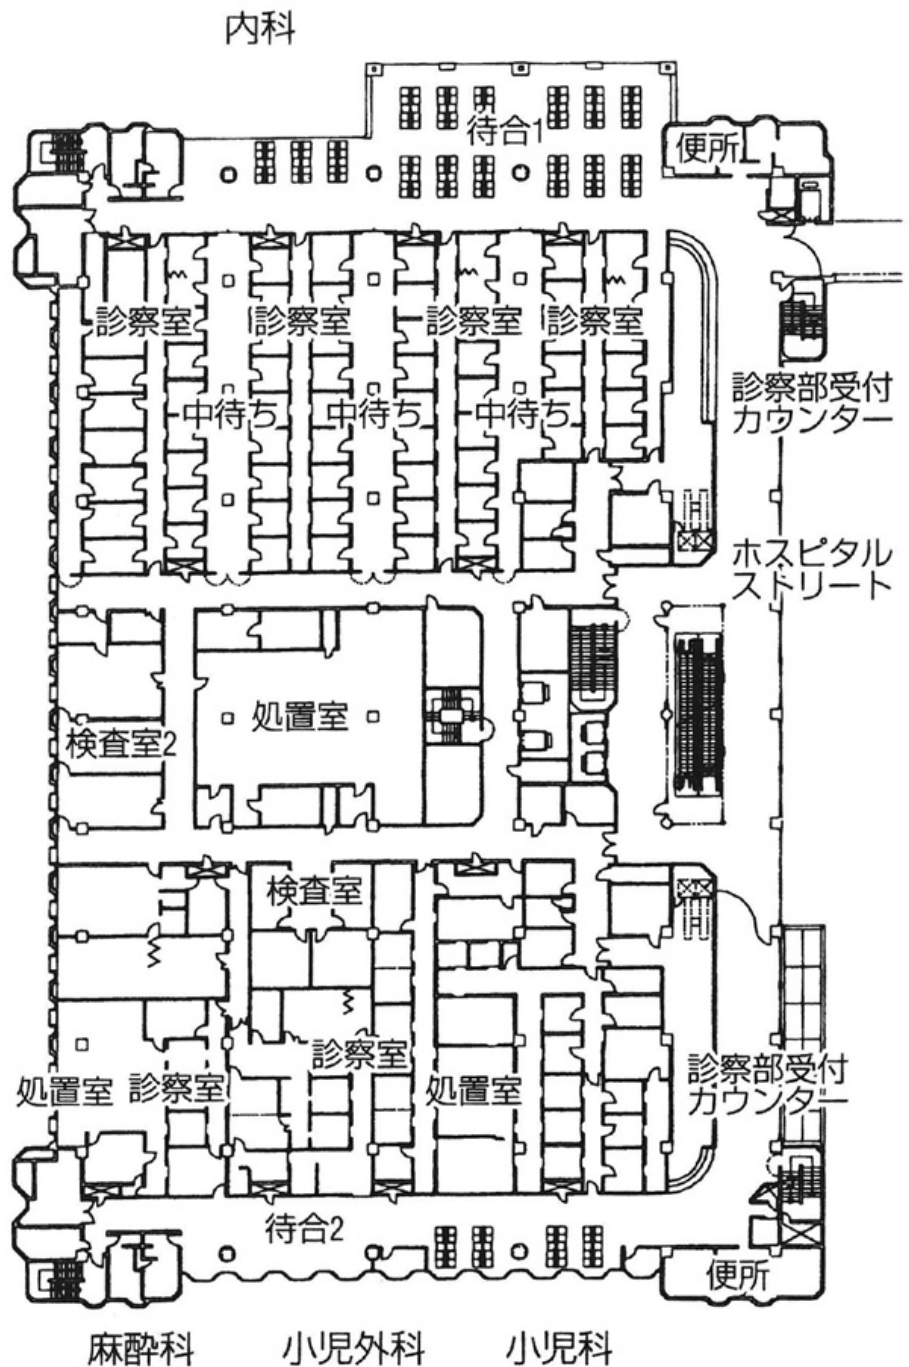 内科
待合1
便所
診察室
診察室
診察室
診察室
診察部受付
カウンター
中待ち
中待ち
中待ち
ホスピタル
ストリート
処置室
検査室2
検査室
診察室
処置室
診察室
処置室
診察部受付
カウンター
待合2
便所
麻酔科
小児外科
小児科